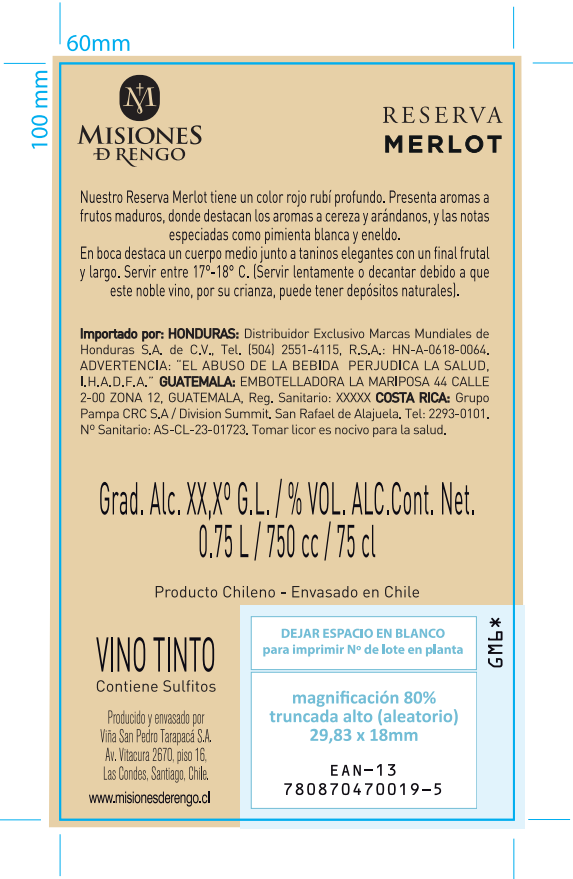 60mm
100 mm
M
MISIONES
D RENGO
RESERVA
MERLOT
Nuestro Reserva Merlot tiene un color rojo rubí profundo. Presenta aromas a
frutos maduros, donde destacan los aromas a cereza y arándanos, y las notas
especiadas como pimienta blanca y eneldo.
En boca destaca un cuerpo medio junto a taninos elegantes con un final frutal
y largo. Servir entre 17º-18º C. (Servir lentamente o decantar debido a que
este noble vino, por su crianza, puede tener depósitos naturales).
Importado por: HONDURAS: Distribuidor Exclusivo Marcas Mundiales de
Honduras S.A. de C.V., Tel. (504) 2551-4115, R.S.A.: HN-A-0618-0064.
ADVERTENCIA: ¨EL ABUSO DE LA BEBIDA PERJUDICA LA SALUD,
I.H.A.D.F.A.¨ GUATEMALA: EMBOTELLADORA LA MARIPOSA 44 CALLE
2-00 ZONA 12, GUATEMALA, Reg. Sanitario: XXXXX COSTA RICA: Grupo
Pampa CRC S.A / Division Summit. San Rafael de Alajuela. Tel: 2293-0101.
Nº Sanitario: AS-CL-23-01723. Tomar licor es nocivo para la salud.
Grad. Alc. XX,Xº G.L. / % VOL. ALC.Cont. Net.
0.75 L / 750 cc / 75 cl
Producto Chileno - Envasado en Chile
VINO TINTO
Contiene Sulfitos
Producido y envasado por
Viña San Pedro Tarapacá S.A.
Av. Vitacura 2670, piso 16,
Las Condes, Santiago, Chile.
www.misionesderengo.cl
DEJAR ESPACIO EN BLANCO
para imprimir Nº de lote en planta
GM6*
magnificación 80%
truncada alto (aleatorio)
29,83 x 18mm
EAN-13
780870470019-5